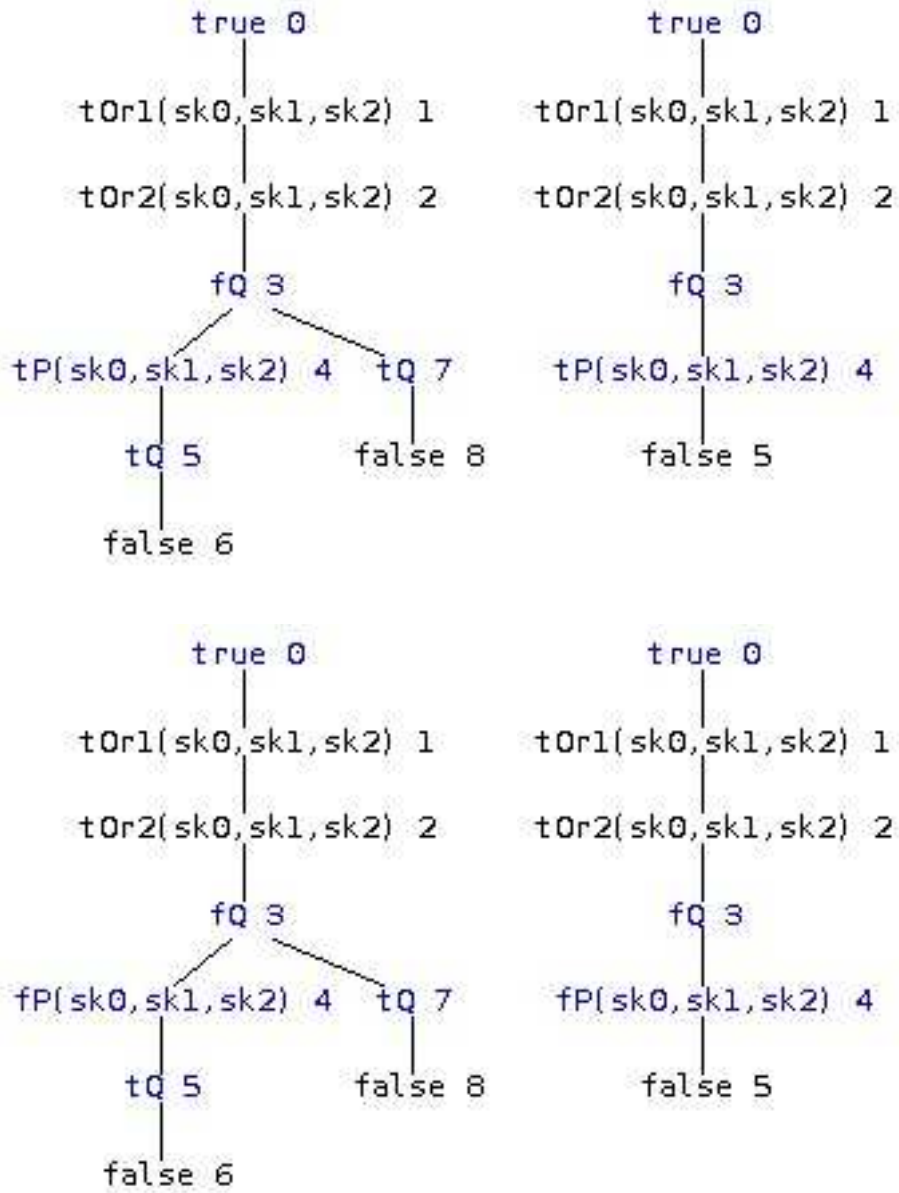 true 0 true 0
tOr1(sk0,sk1,sk2) 1 tOr1(sk0,sk1,sk2) 1
tOr2(sk0,sk1,sk2) 2 tOr2(sk0,sk1,sk2) 2
fQ 3 fQ 3
tP(sk0,sk1,sk2) 4 tQ 7 tP(sk0,sk1,sk2) 4
tQ 5 false 8 false 5
false 6
true 0 true 0
tOr1(sk0,sk1,sk2) 1 tOr1(sk0,sk1,sk2) 1
tOr2(sk0,sk1,sk2) 2 tOr2(sk0,sk1,sk2) 2
fQ 3 fQ 3
fP(sk0,sk1,sk2) 4 tQ 7 fP(sk0,sk1,sk2) 4
tQ 5 false 8 false 5
false 6